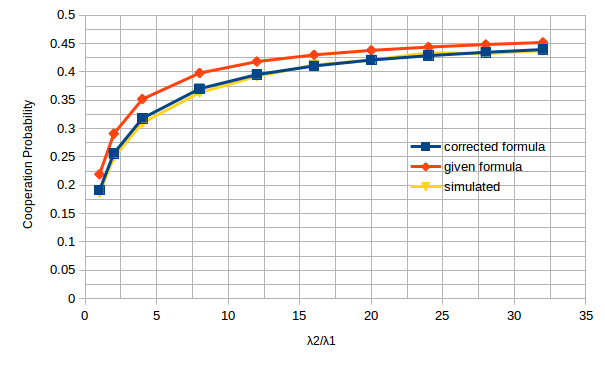 0.5
0.45
0.4
0.35
0.3
0.25
0.2
0.15
0.1
0.05
0
Cooperation Probability
corrected formula
given formula
simulated
0 5 10 15 20 25 30 35
λ2/λ1